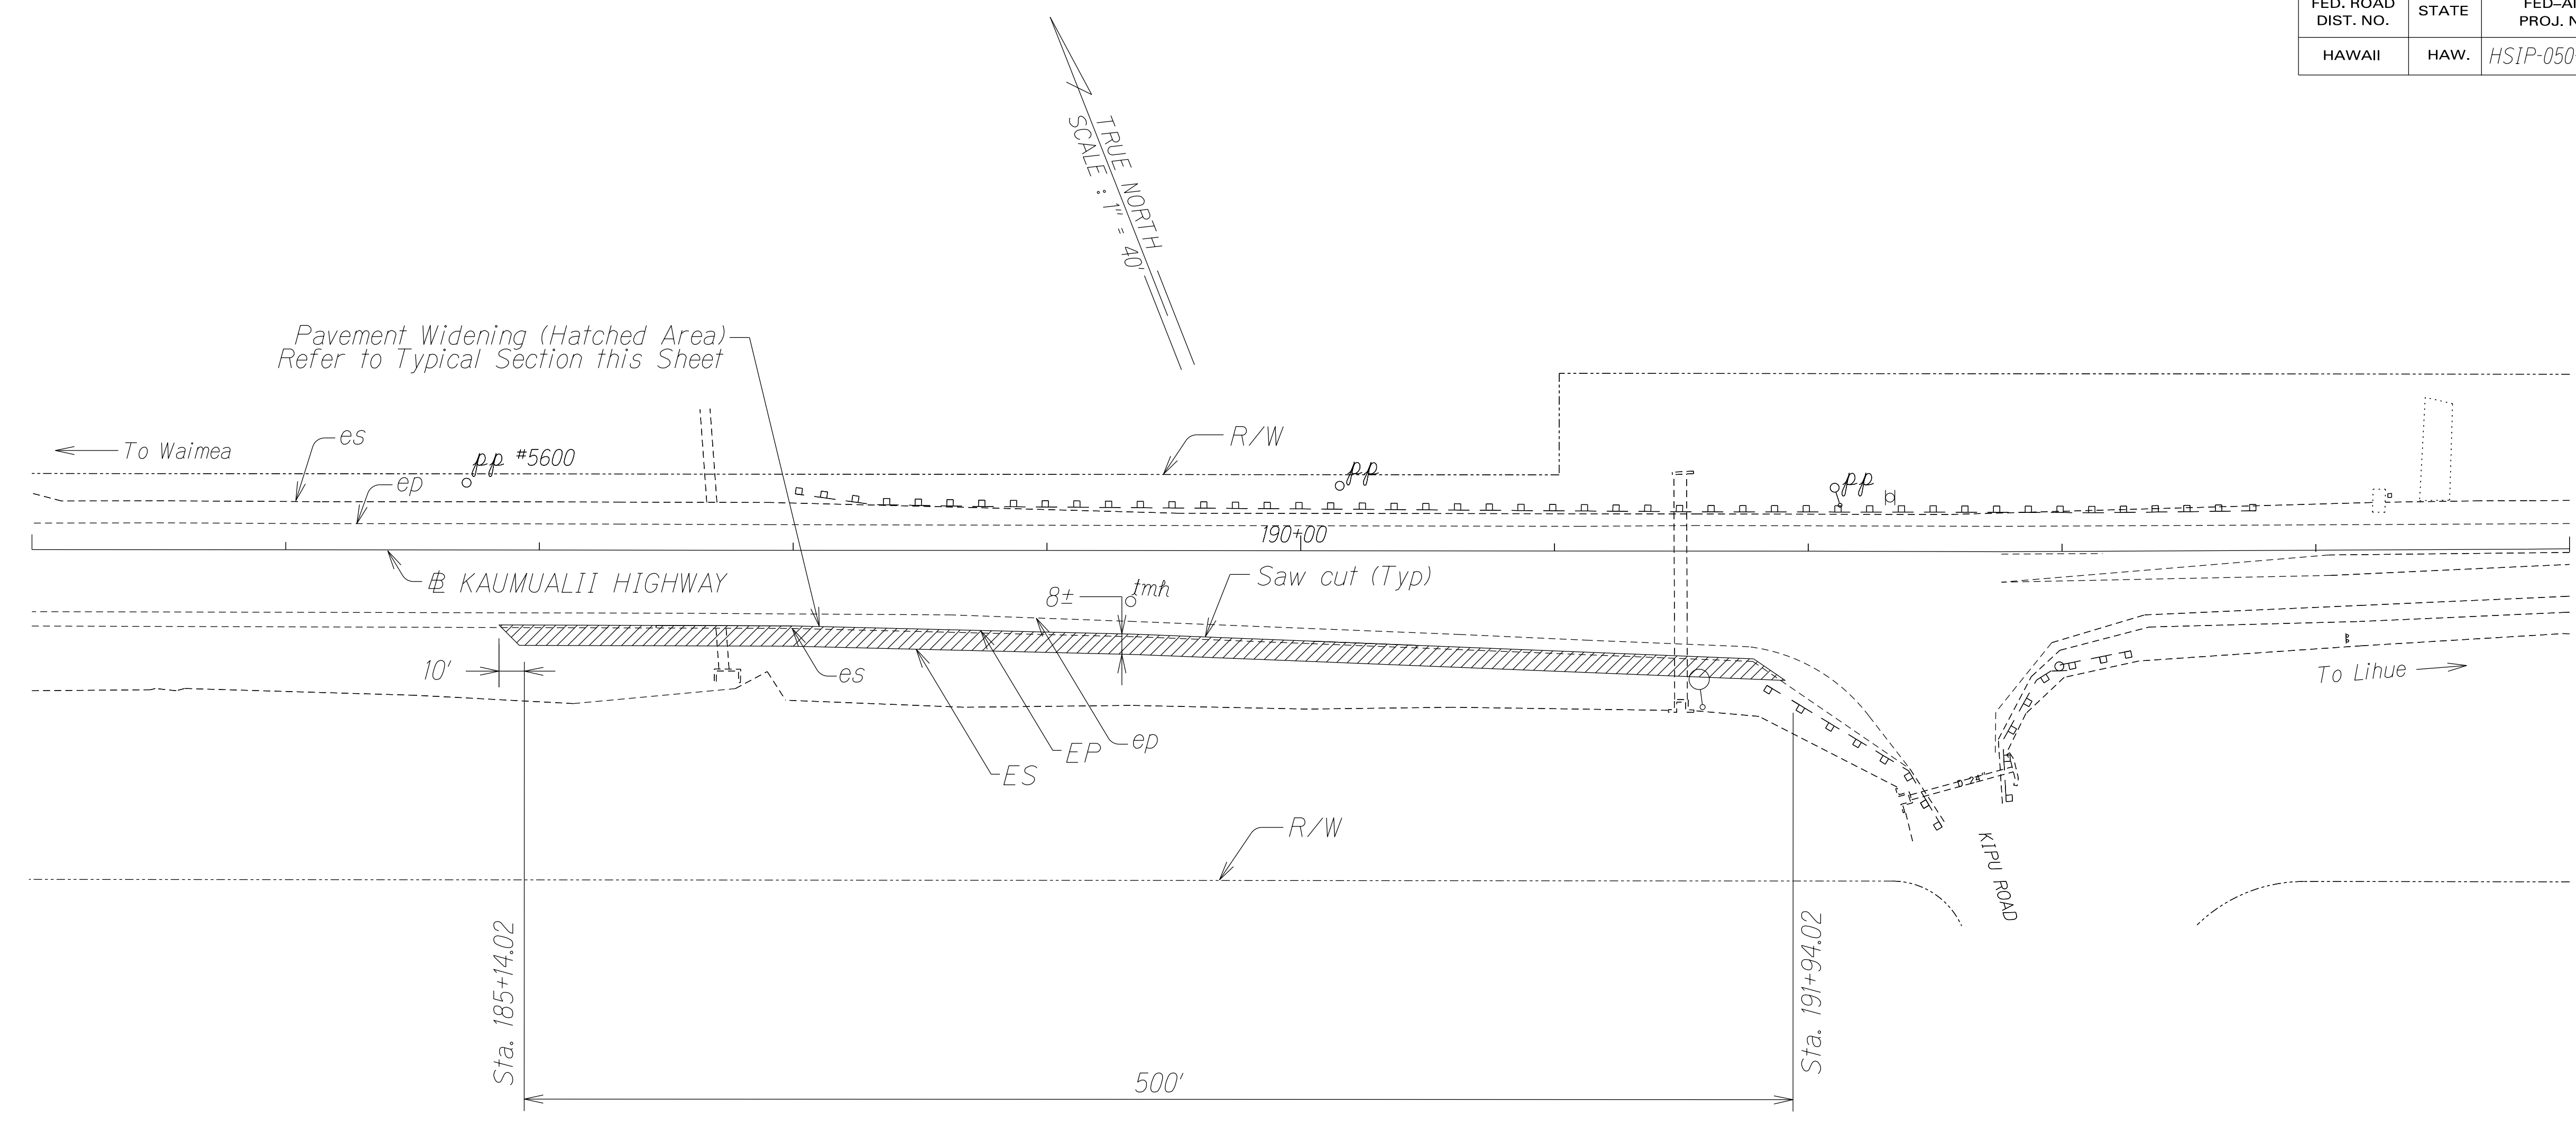 FED. ROAD
DIST. NO.
STATE
FED–AI
PROJ. N
HAWAII
HAW.
HSIP-050-
TRUE NORTH
SCALE : 1" = 40'
Pavement Widening (Hatched Area)
Refer to Typical Section this Sheet
To Waimea
es
pp #5600
ep
R/W
pp
pp
190+00
BL KAUMUALII HIGHWAY
8±
tmh
Saw cut (Typ)
10'
es
ES
EP
ep
To Lihue
D 24"
R/W
KIPU ROAD
Sta. 185+14.02
Sta. 191+94.02
500'